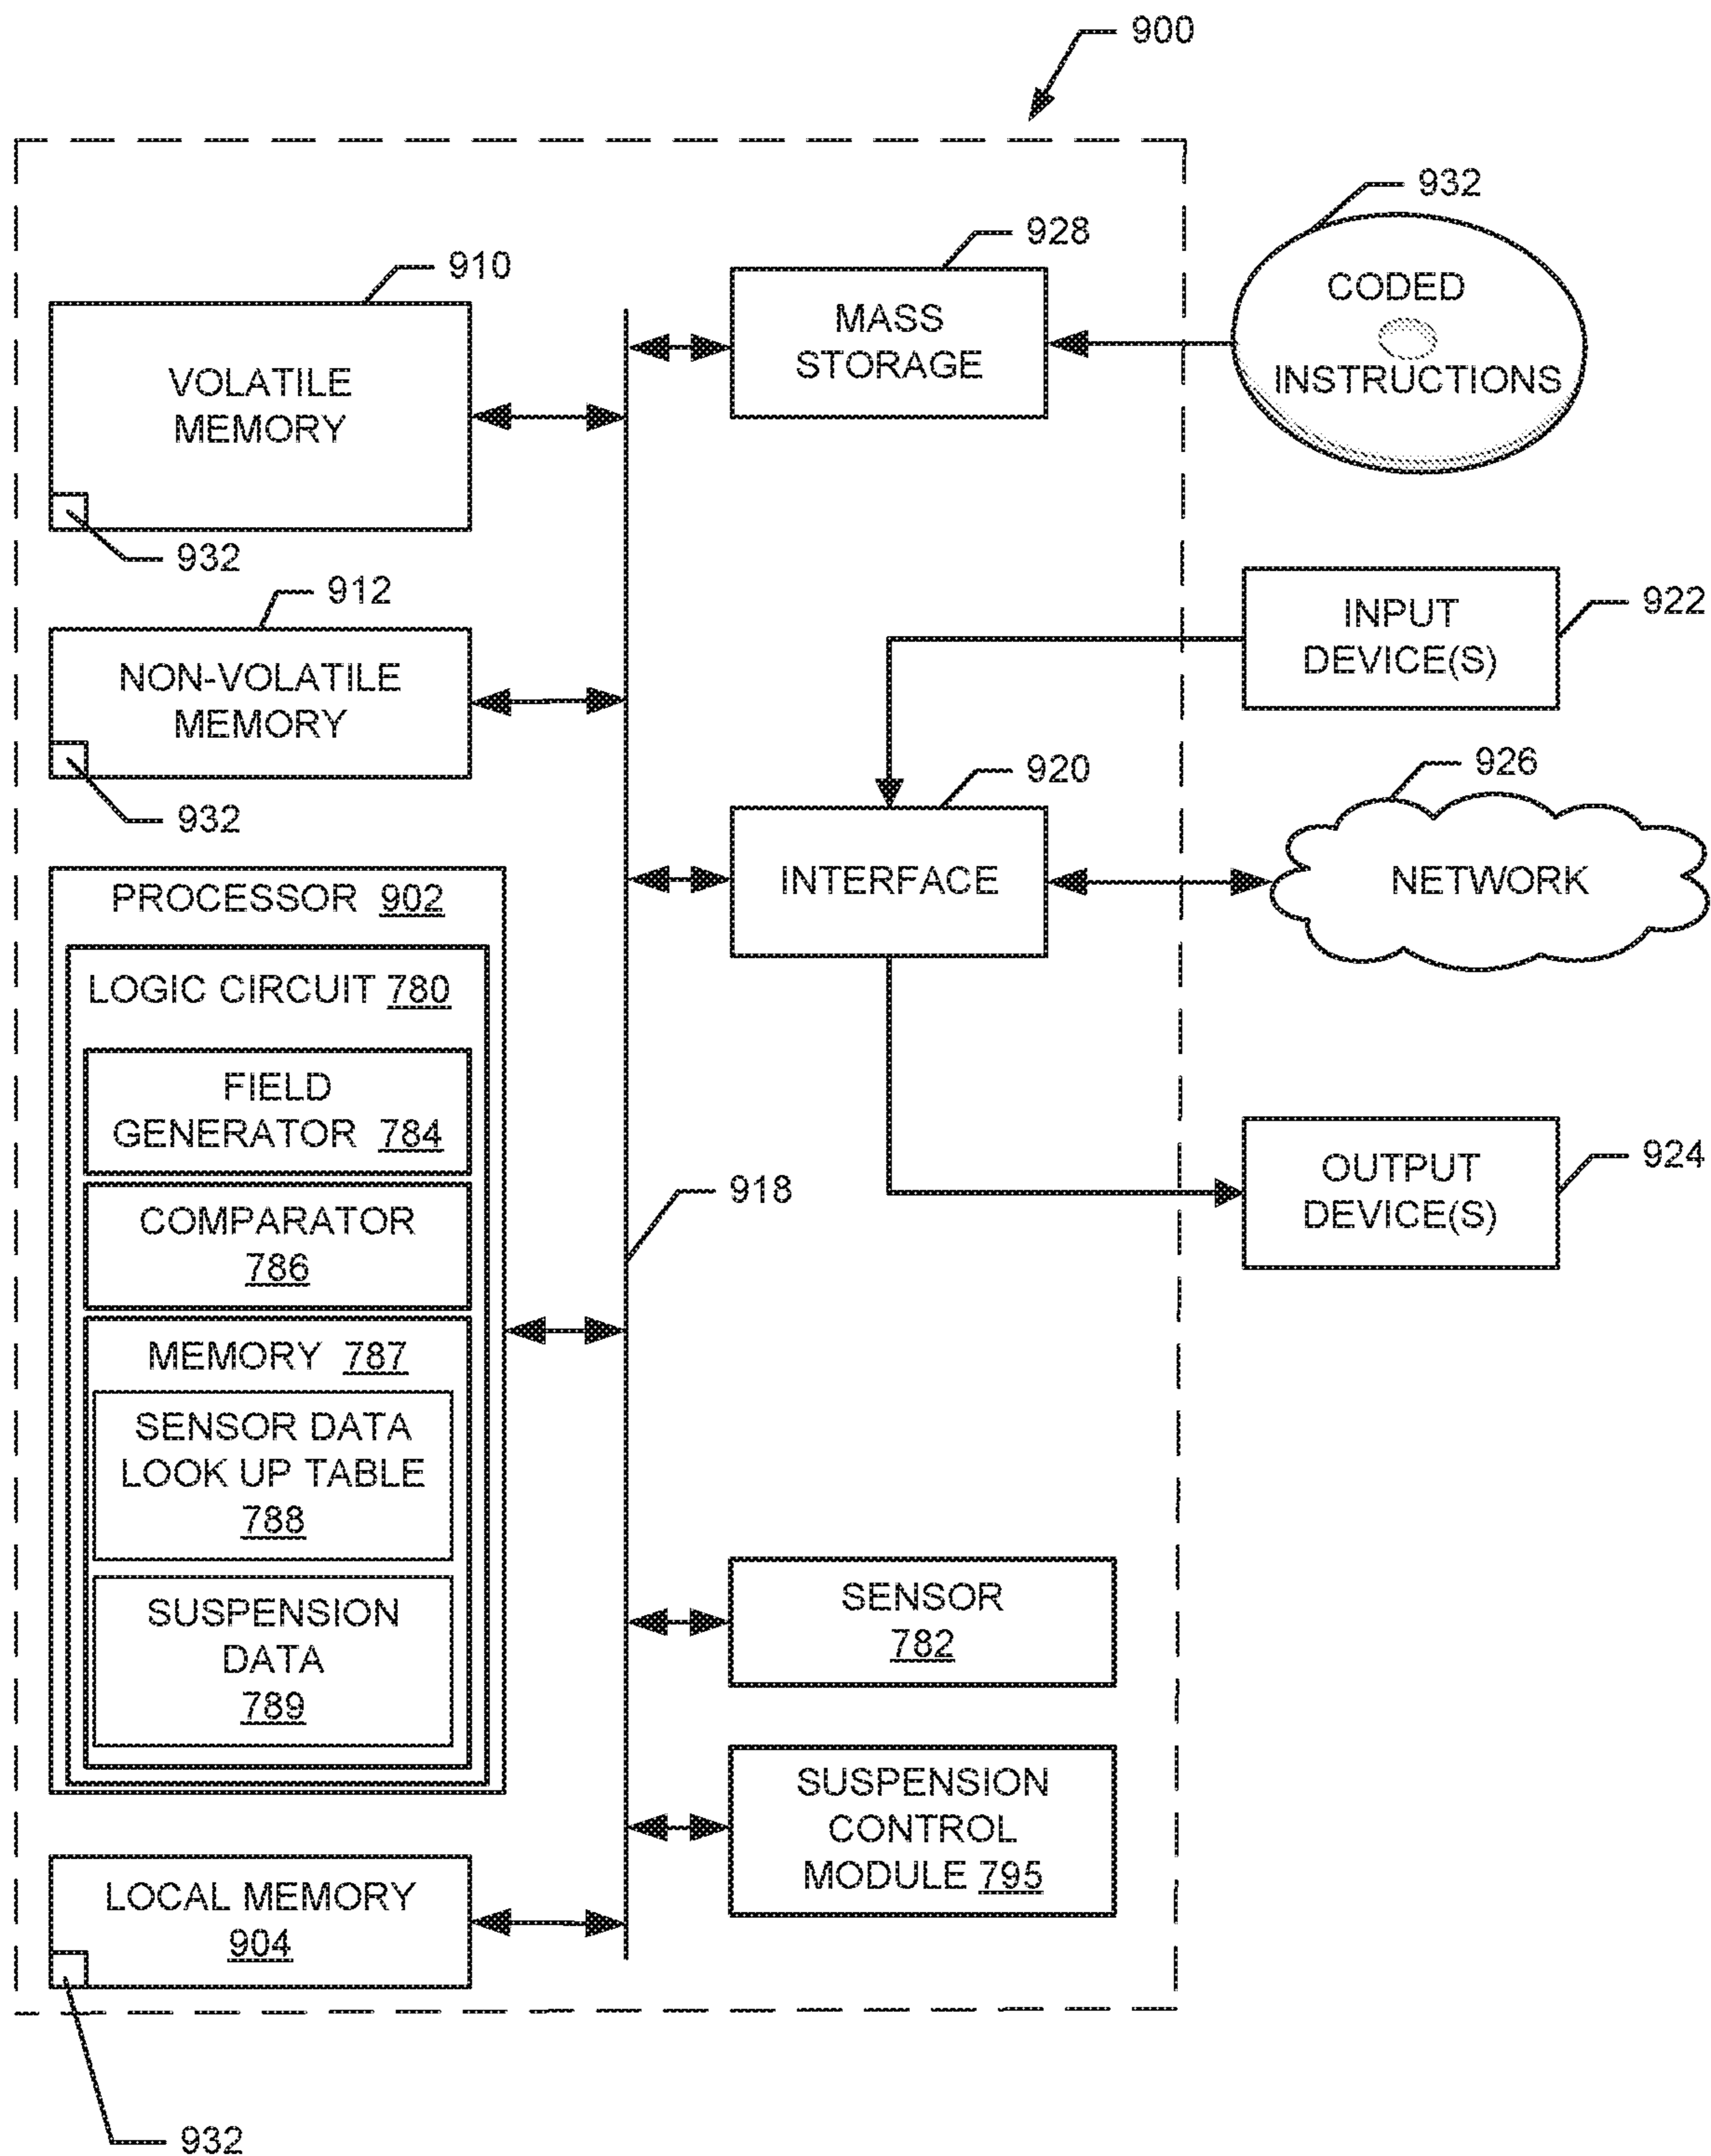 900
932
CODED
INSTRUCTIONS
928
MASS
STORAGE
910
VOLATILE
MEMORY
932
912
NON-VOLATILE
MEMORY
932
922
INPUT
DEVICE(S)
920
INTERFACE
926
NETWORK
PROCESSOR 902
LOGIC CIRCUIT 780
FIELD
GENERATOR 784
COMPARATOR
786
MEMORY 787
SENSOR DATA
LOOK UP TABLE
788
SUSPENSION
DATA
789
918
924
OUTPUT
DEVICE(S)
SENSOR
782
SUSPENSION
CONTROL
MODULE 795
LOCAL MEMORY
904
932